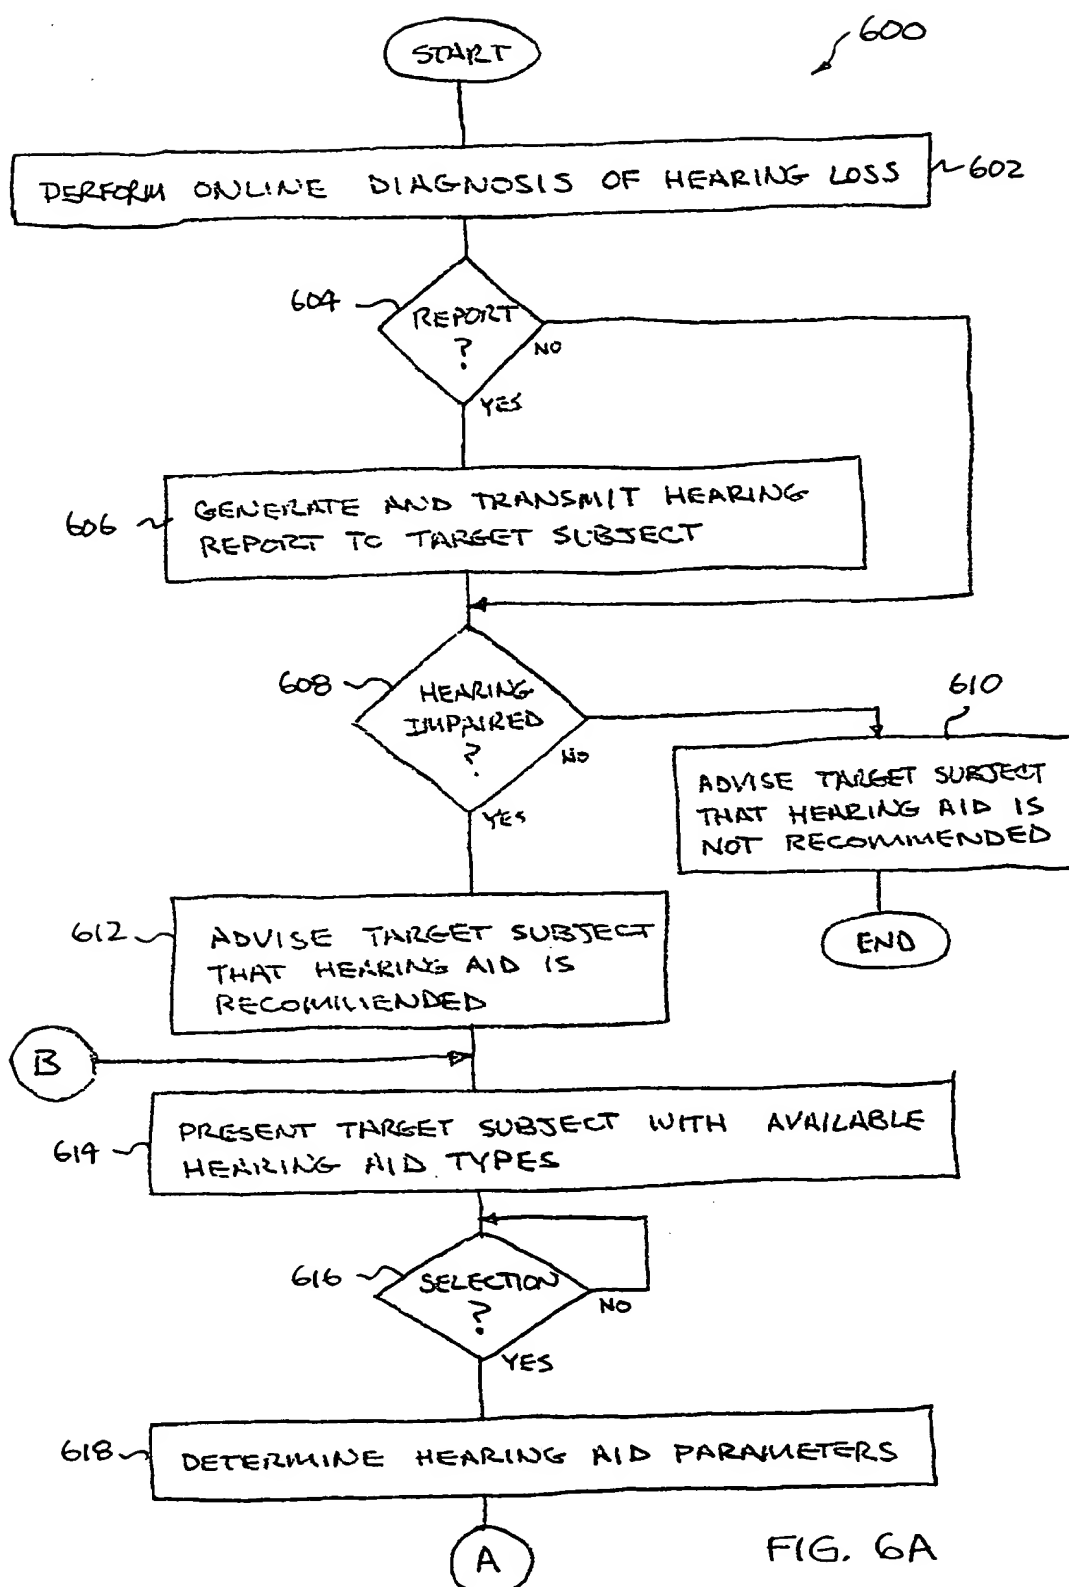 START
600
PERFORM ONLINE DIAGNOSIS OF HEARING LOSS
602
604
REPORT
?
NO
YES
606
GENERATE AND TRANSMIT HEARING
REPORT TO TARGET SUBJECT
608
HEARING
IMPAIRED
?
NO
YES
610
ADVISE TARGET SUBJECT
THAT HEARING AID IS
NOT RECOMMENDED
END
612
ADVISE TARGET SUBJECT
THAT HEARING AID IS
RECOMMENDED
B
614
PRESENT TARGET SUBJECT WITH AVAILABLE
HEARING AID TYPES
616
SELECTION
?
NO
YES
618
DETERMINE HEARING AID PARAMETERS
A
FIG. 6A